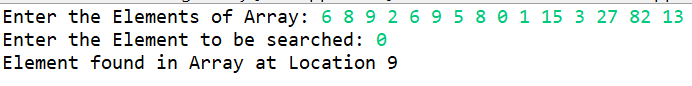 Enter the Elements of Array: 6 8 9 2 6 9 5 8 0 1 15 3 27 82 13
Enter the Element to be searched: 0
Element found in Array at Location 9